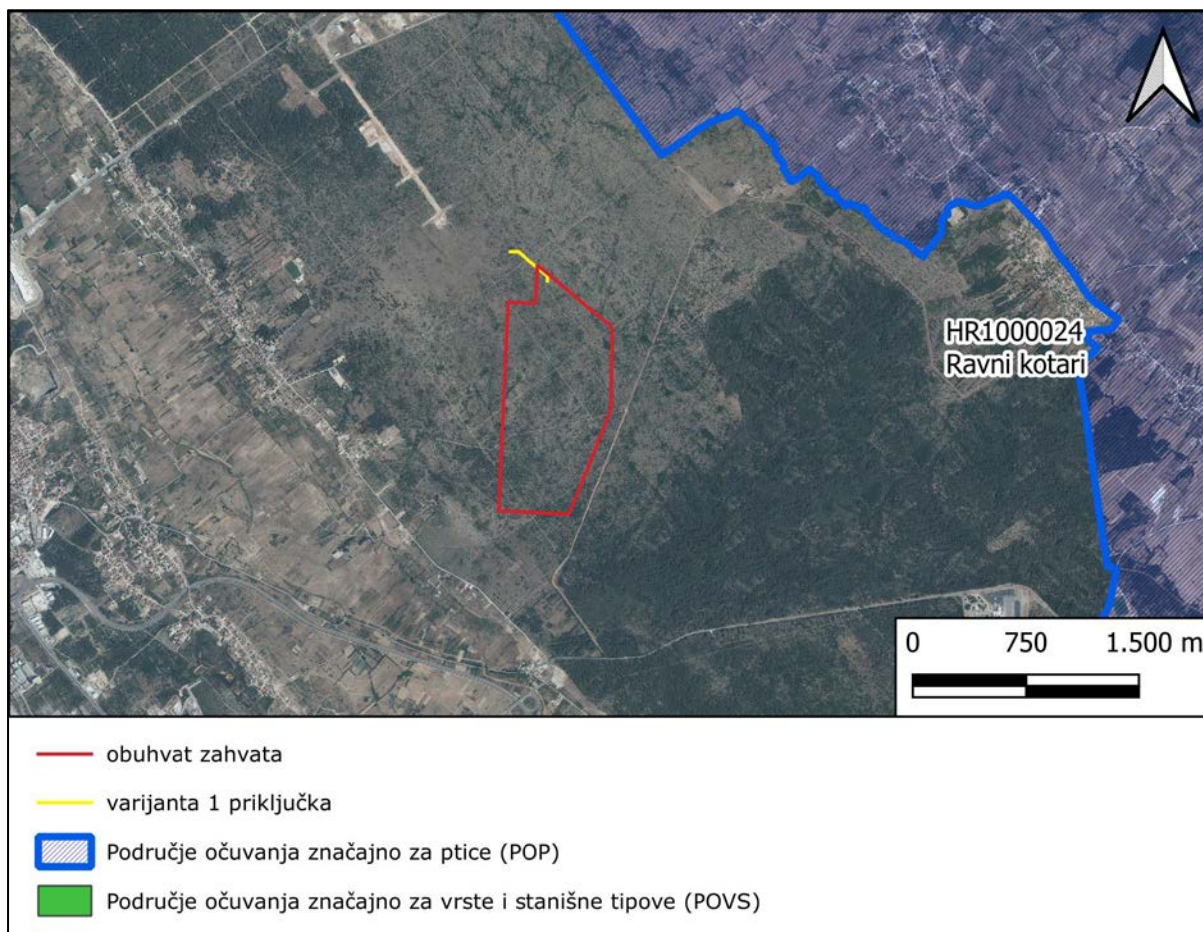 HR1000024
Ravni kotari
0 750 1.500 m
obuhvat zahvata
varijanta 1 priključka
Područje očuvanja značajno za ptice (POP)
Područje očuvanja značajno za vrste i stanišne tipove (POVS)